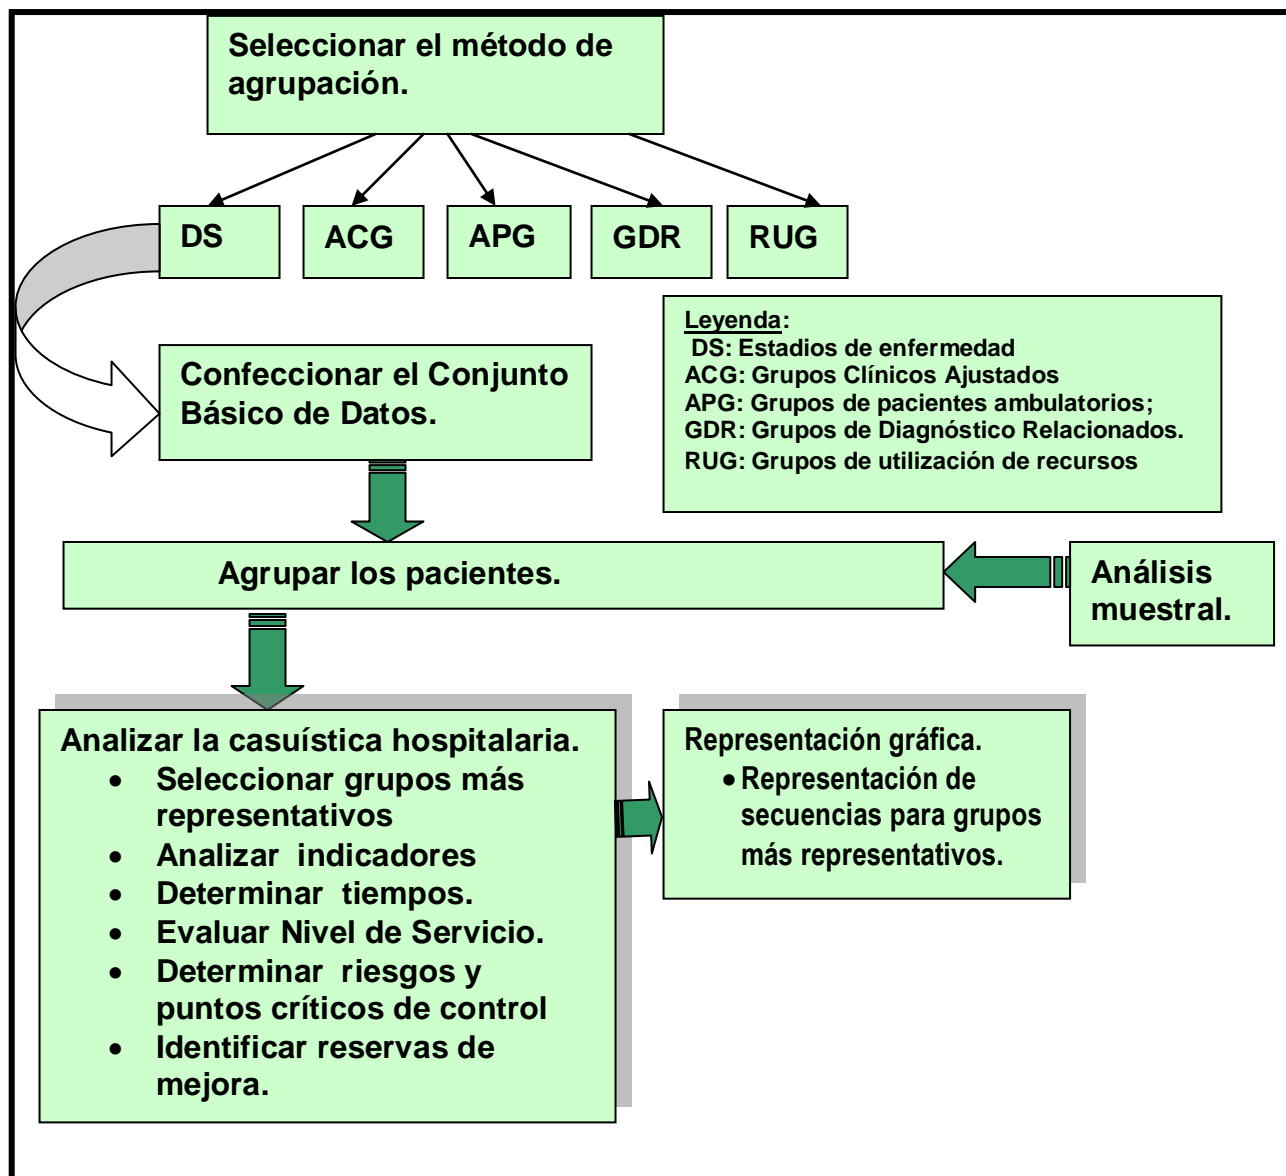 Seleccionar el método de
agrupación.
DS
ACG
APG
GDR
RUG
Leyenda:
DS: Estadios de enfermedad
ACG: Grupos Clínicos Ajustados
APG: Grupos de pacientes ambulatorios;
GDR: Grupos de Diagnóstico Relacionados.
RUG: Grupos de utilización de recursos
Confeccionar el Conjunto
Básico de Datos.
Agrupar los pacientes.
Análisis
muestral.
Analizar la casuística hospitalaria.
• Seleccionar grupos más
representativos
• Analizar indicadores
• Determinar tiempos.
• Evaluar Nivel de Servicio.
• Determinar riesgos y
puntos críticos de control
• Identificar reservas de
mejora.
Representación gráfica.
• Representación de
secuencias para grupos
más representativos.